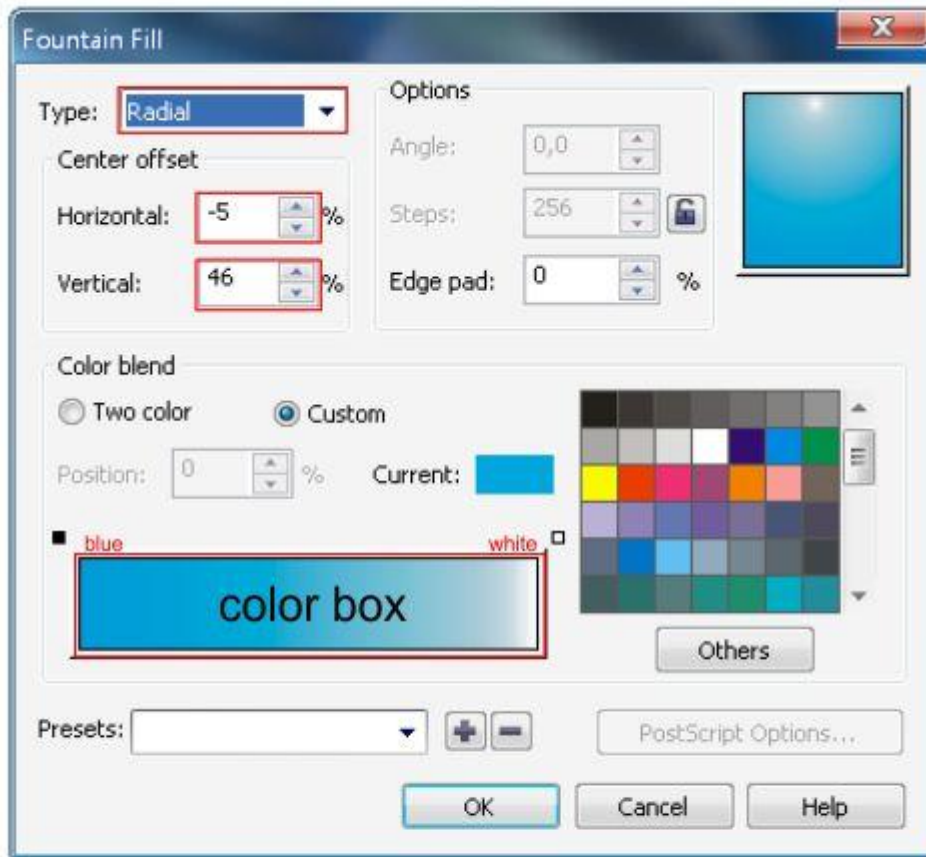 Fountain Fill
Type: Radial
Options
Angle: 0,0
Center offset
Horizontal: -5 %
Steps: 256
Vertical: 46 %
Edge pad: 0 %
Color blend
Two color Custom
Position: 0 % Current:
blue white
color box
Others
Presets:
PostScript Options...
OK Cancel Help